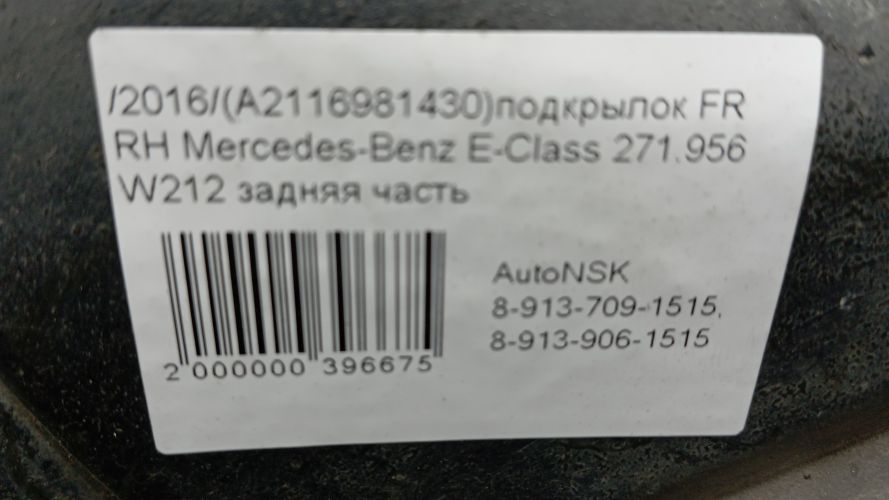 /2016/(A2116981430)подкрылок FR
RH Mercedes-Benz E-Class 271.956
W212 задняя часть
AutoNSK
8-913-709-1515,
8-913-906-1515
2 000000 396675